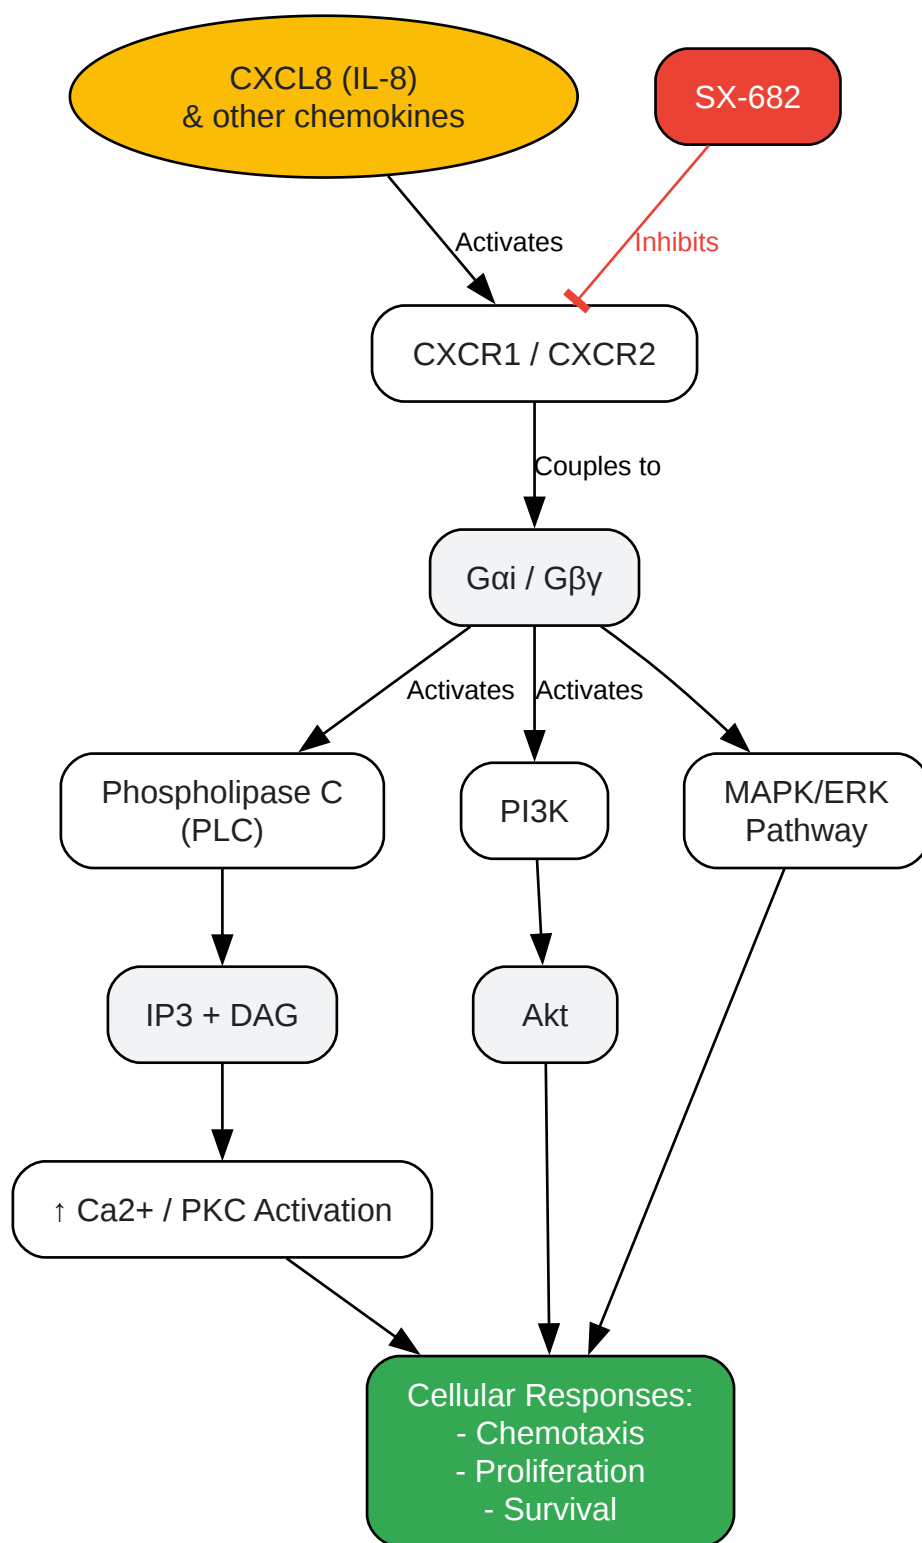 CXCL8 (IL-8)
& other chemokines
SX-682
Activates
Inhibits
CXCR1 / CXCR2
Couples to
Gαi / Gβγ
Activates
Activates
Phospholipase C
(PLC)
PI3K
MAPK/ERK
Pathway
IP3 + DAG
Akt
↑ Ca2+ / PKC Activation
Cellular Responses:
- Chemotaxis
- Proliferation
- Survival